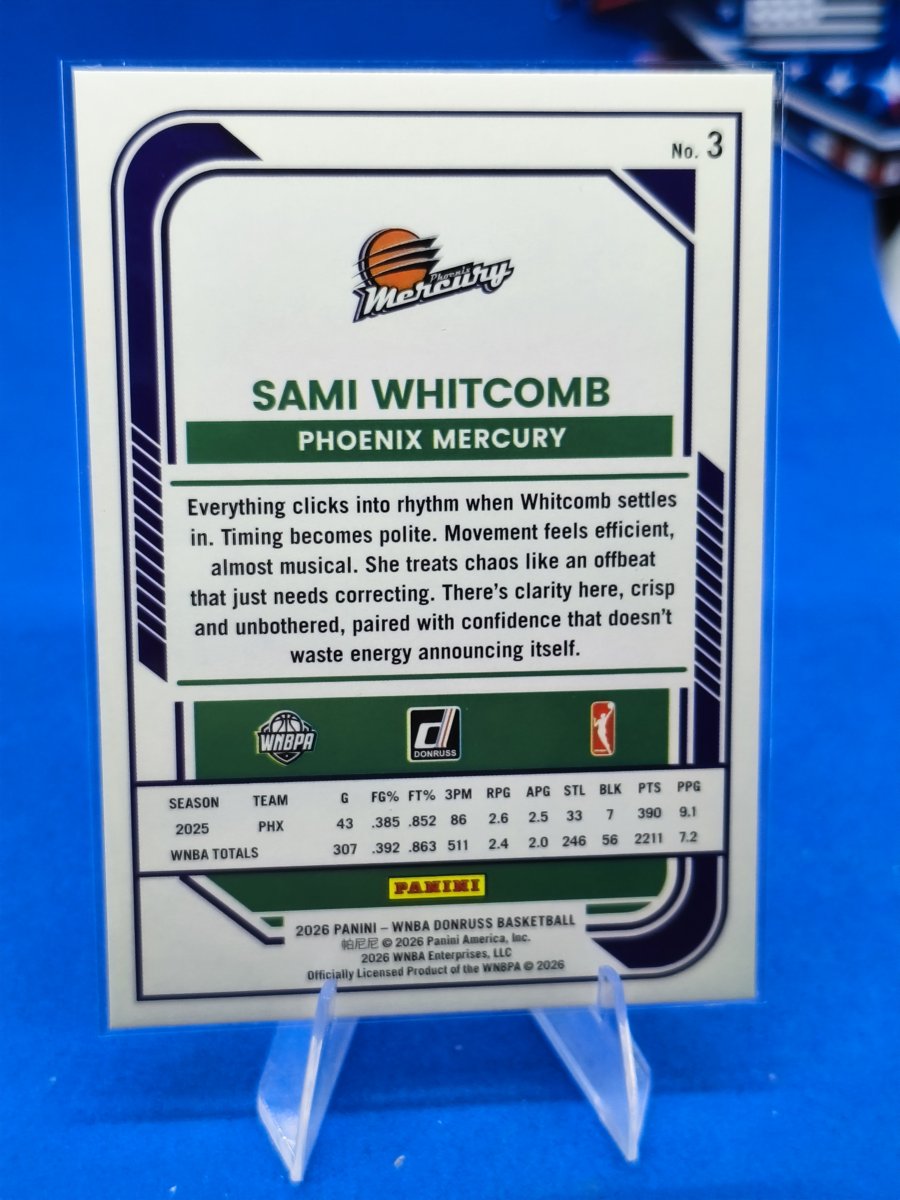 No. 3
Phoenix
Mercury
SAMI WHITCOMB
PHOENIX MERCURY
Everything clicks into rhythm when Whitcomb settles
in. Timing becomes polite. Movement feels efficient,
almost musical. She treats chaos like an offbeat
that just needs correcting. There's clarity here, crisp
and unbothered, paired with confidence that doesn't
waste energy announcing itself.
WNBPA
DONRUSS
SEASON TEAM G FG% FT% 3PM RPG APG STL BLK PTS PPG
2025 PHX 43 .385 .852 86 2.6 2.5 33 7 390 9.1
WNBA TOTALS 307 .392 .863 511 2.4 2.0 246 56 2211 7.2
PANINI
2026 PANINI – WNBA DONRUSS BASKETBALL
帕尼尼 © 2026 Panini America, Inc.
2026 WNBA Enterprises, LLC
Officially Licensed Product of the WNBPA © 2026